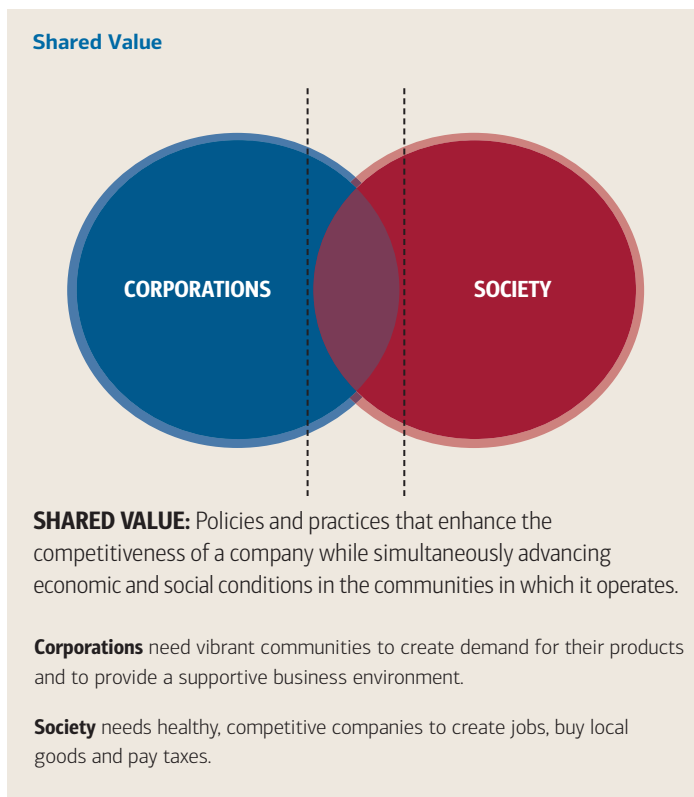 Shared Value
CORPORATIONS
SOCIETY
SHARED VALUE: Policies and practices that enhance the
competitiveness of a company while simultaneously advancing
economic and social conditions in the communities in which it operates.
Corporations need vibrant communities to create demand for their products
and to provide a supportive business environment.
Society needs healthy, competitive companies to create jobs, buy local
goods and pay taxes.